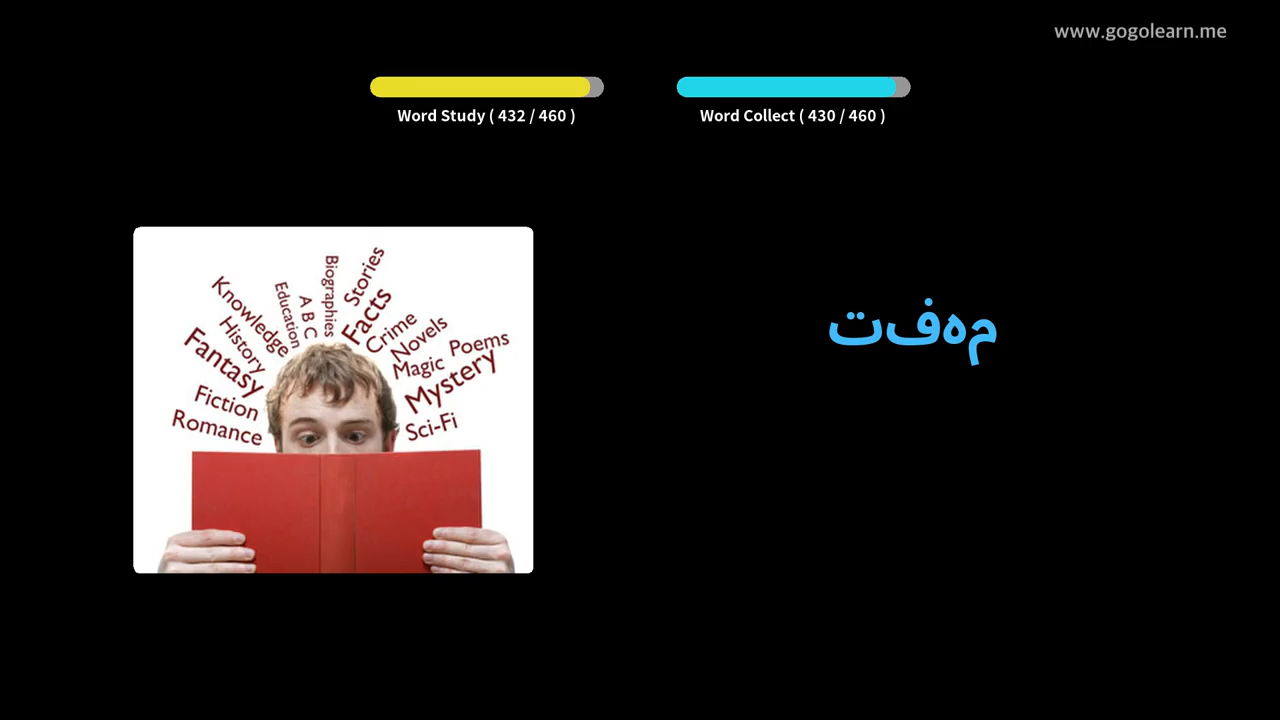 www.gogolearn.me
Word Study ( 432 / 460 )
Word Collect ( 430 / 460 )
Biographies
Stories
Knowledge
Education
A B C
Facts
History
Crime
Novels
Fantasy
Magic
Poems
Mystery
Fiction
Romance
Sci-Fi
مهفت